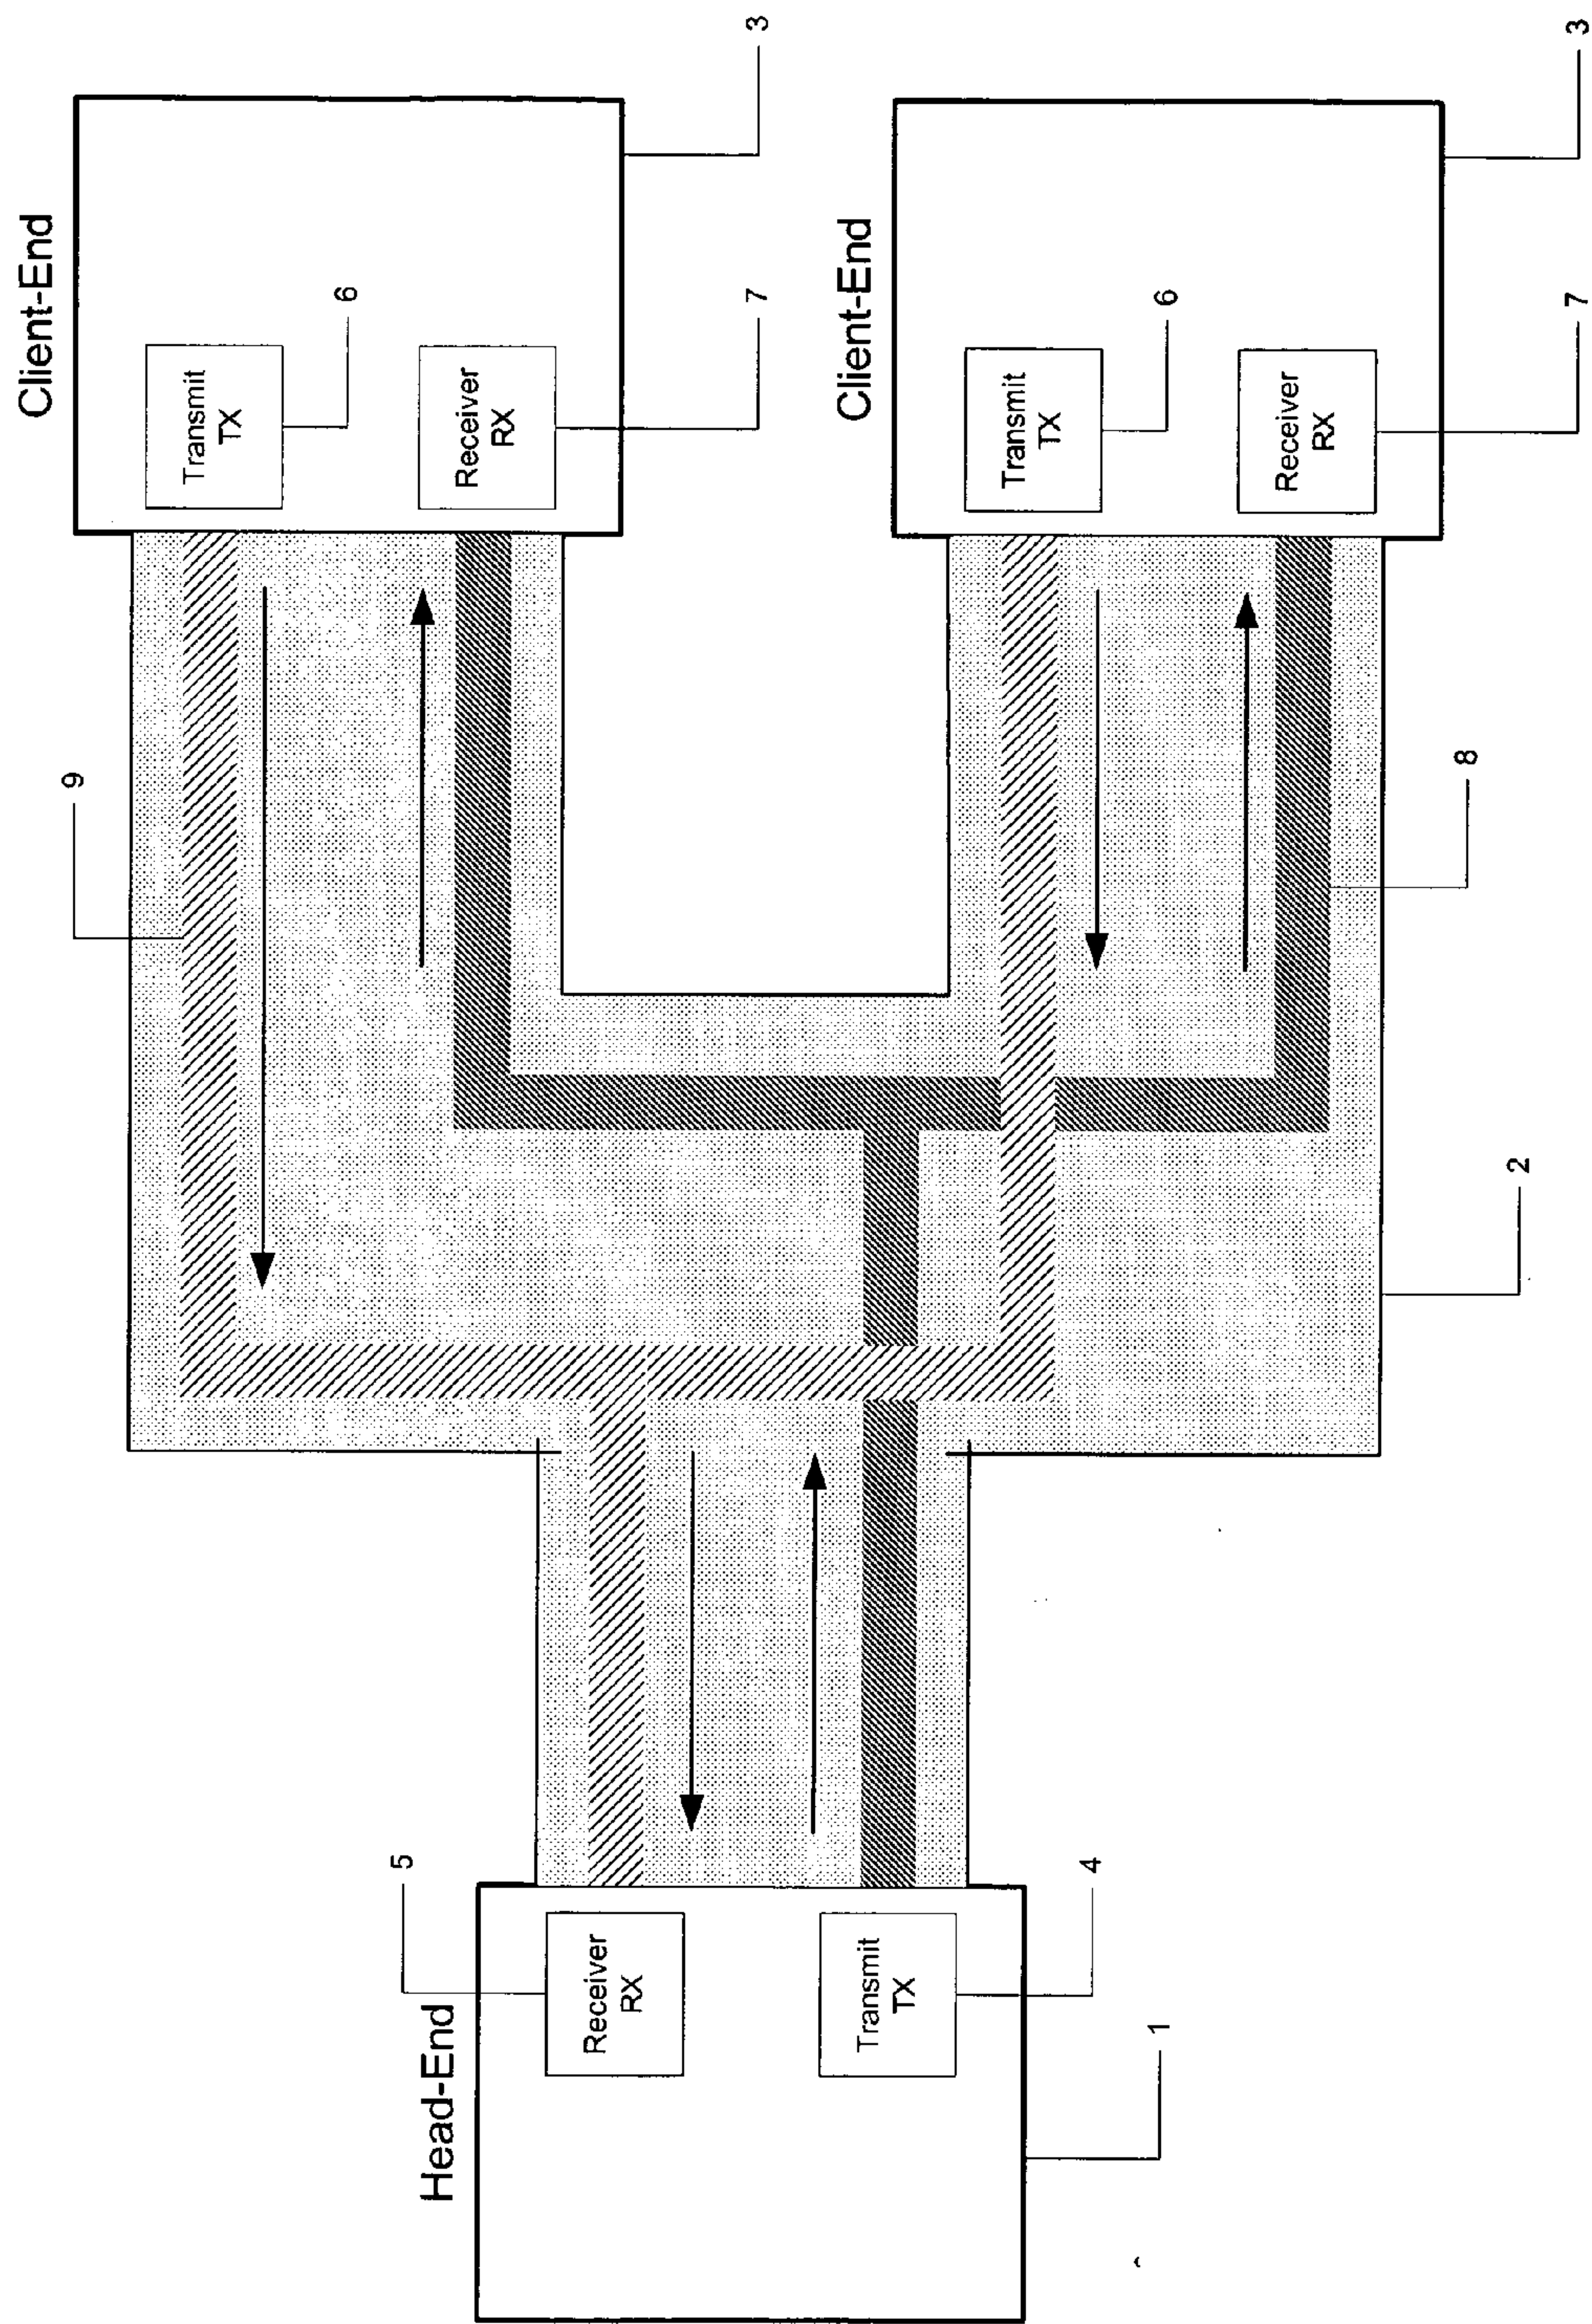 Client-End
3
Transmit
TX
6
Receiver
RX
7
9
Client-End
3
Transmit
TX
6
Receiver
RX
7
8
2
Head-End
5
Receiver
RX
Transmit
TX
4
1